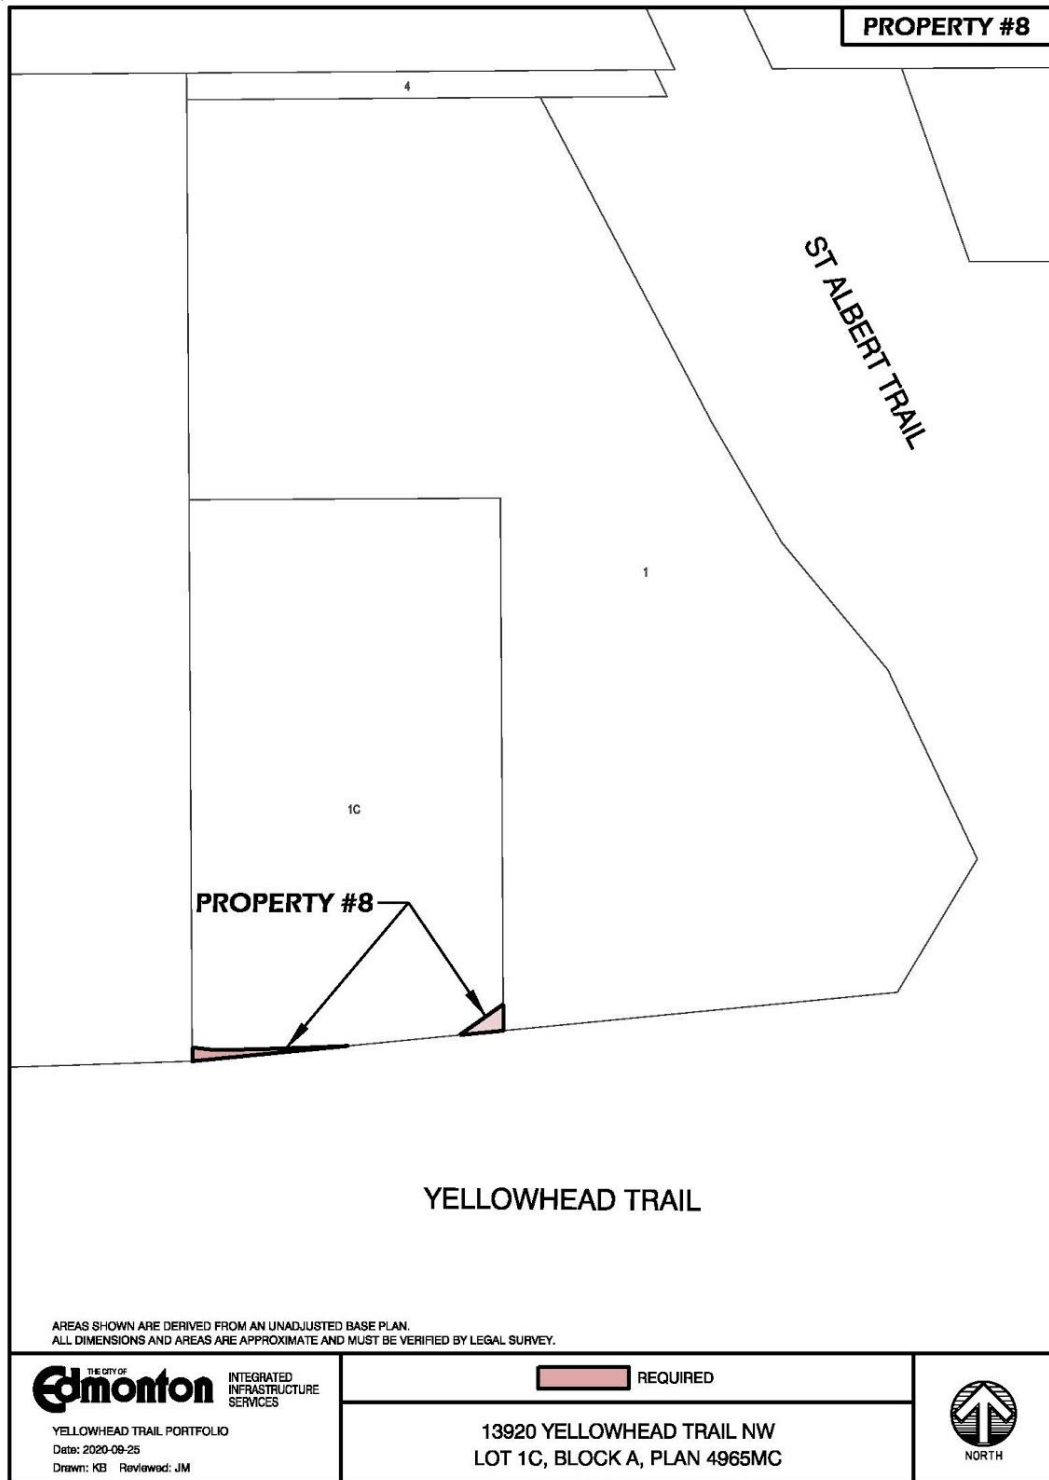 PROPERTY #8
4
ST ALBERT TRAIL
1
1C
PROPERTY #8
YELLOWHEAD TRAIL
AREAS SHOWN ARE DERIVED FROM AN UNADJUSTED BASE PLAN.
ALL DIMENSIONS AND AREAS ARE APPROXIMATE AND MUST BE VERIFIED BY LEGAL SURVEY.
THE CITY OF
Edmonton
INTEGRATED
INFRASTRUCTURE
SERVICES
YELLOWHEAD TRAIL PORTFOLIO
Date: 2020-09-25
Drawn: KB Reviewed: JM
REQUIRED
13920 YELLOWHEAD TRAIL NW
LOT 1C, BLOCK A, PLAN 4965MC
NORTH